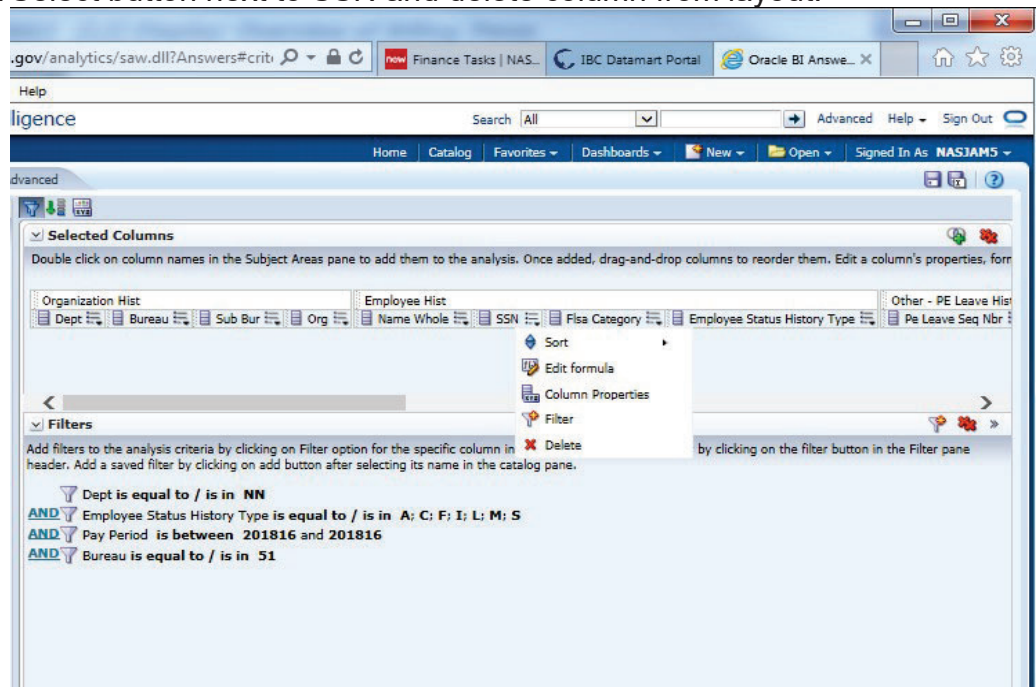 Select button next to SSN and delete column from layout.
.gov/analytics/saw.dll?Answers#crit Finance Tasks | NAS... IBC Datamart Portal Oracle BI Answe...
Help
lligence Search All Advanced Help Sign Out
Home Catalog Favorites Dashboards New Open Signed In As NASJAM5
dvanced
Selected Columns
Double click on column names in the Subject Areas pane to add them to the analysis. Once added, drag-and-drop columns to reorder them. Edit a column's properties, form
Organization Hist Employee Hist Other - PE Leave His
Dept Bureau Sub Bur Org Name Whole SSN Flsa Category Employee Status History Type Pe Leave Seq Nbr
Sort
Edit formula
Column Properties
Filter
Delete
Filters
Add filters to the analysis criteria by clicking on Filter option for the specific column in by clicking on the filter button in the Filter pane
header. Add a saved filter by clicking on add button after selecting its name in the catalog pane.
Dept is equal to / is in NN
AND Employee Status History Type is equal to / is in A; C; F; I; L; M; S
AND Pay Period is between 201816 and 201816
AND Bureau is equal to / is in 51